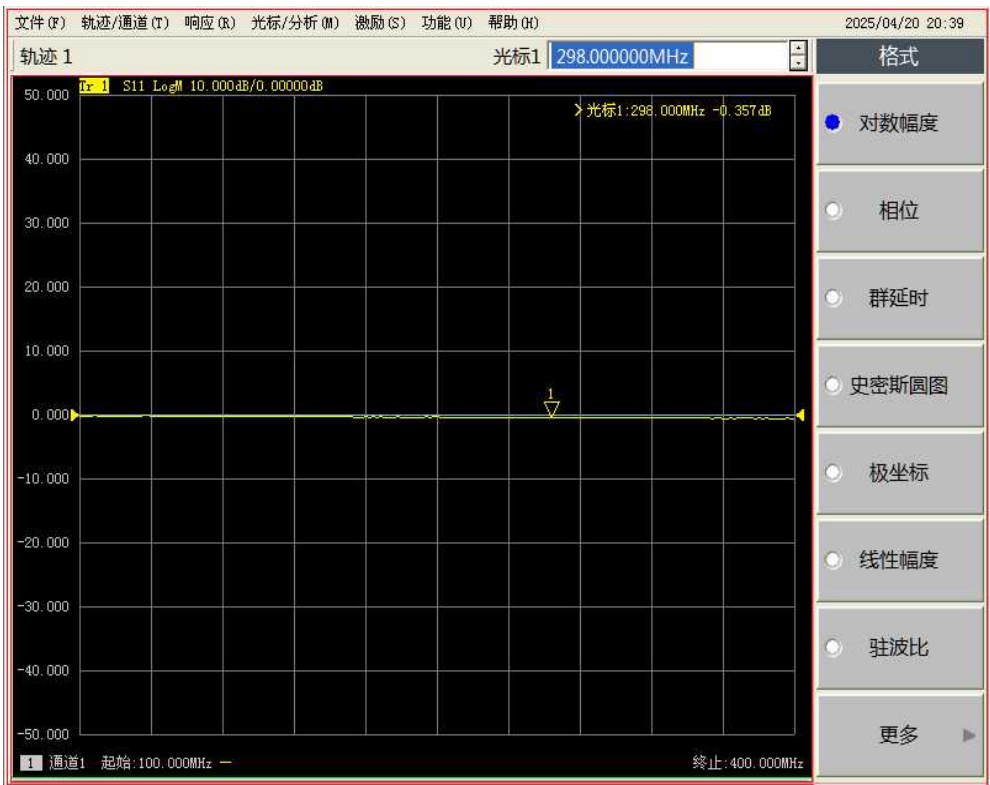 文件(F) 轨迹/通道(T) 响应(R) 光标/分析(M) 激励(S) 功能(U) 帮助(H) 2025/04/20 20:39
轨迹 1 光标1 298.000000MHz 格式
Tr 1 S11 LogM 10.000dB/0.00000dB
50.000
>光标1:298.000MHz -0.357dB
对数幅度
40.000
相位
30.000
20.000
群延时
10.000
史密斯圆图
1
0.000
-10.000
极坐标
-20.000
线性幅度
-30.000
驻波比
-40.000
-50.000
更多
1 通道1 起始:100.000MHz 终止:400.000MHz